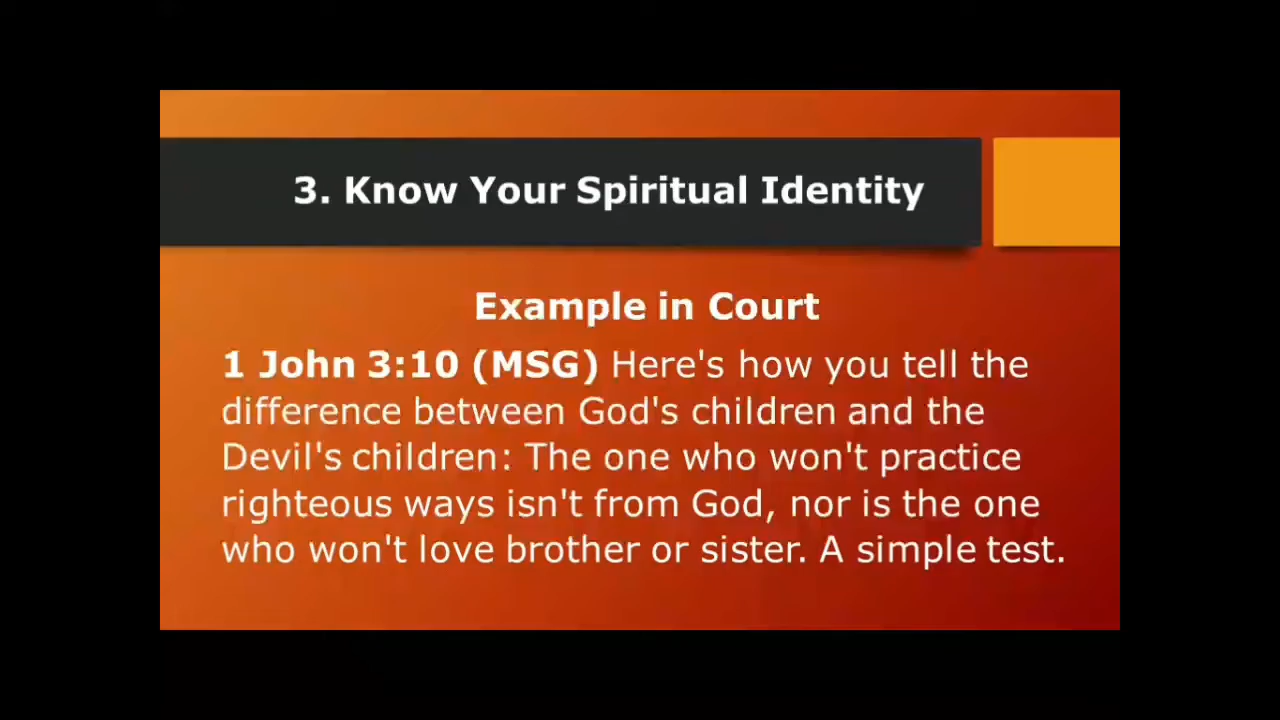 3. Know Your Spiritual Identity
Example in Court
1 John 3:10 (MSG) Here's how you tell the
difference between God's children and the
Devil's children: The one who won't practice
righteous ways isn't from God, nor is the one
who won't love brother or sister. A simple test.